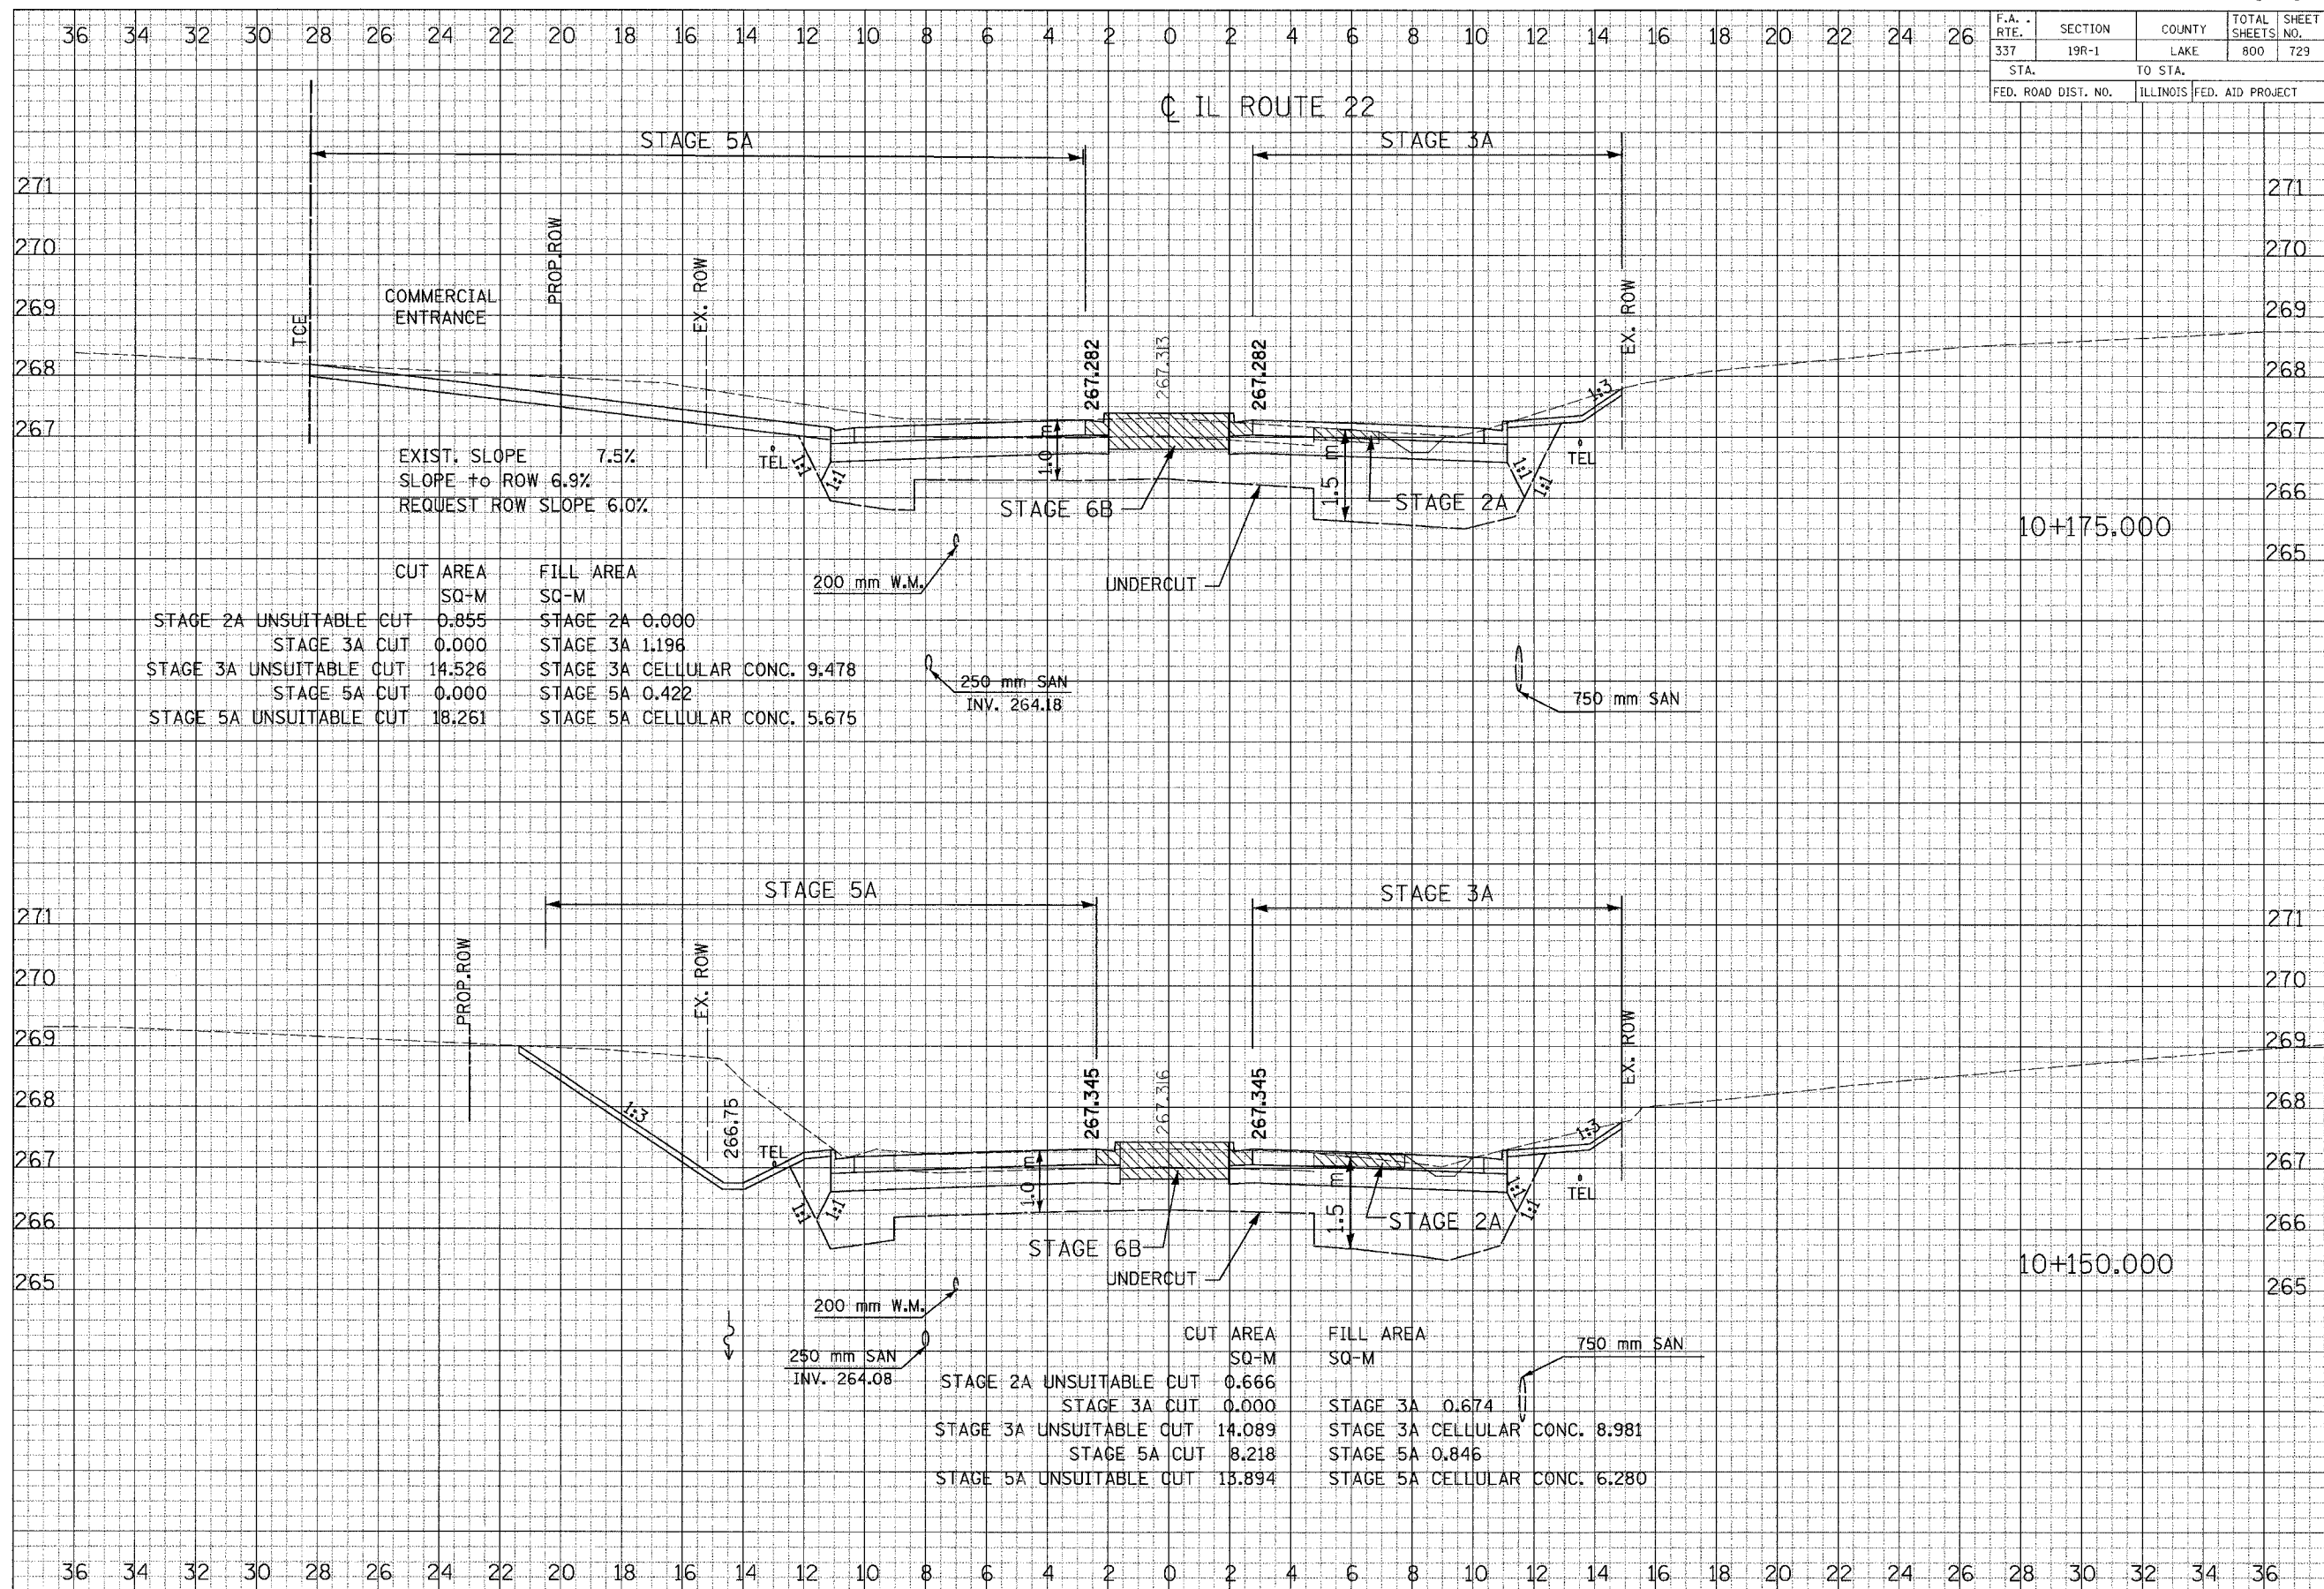 36 34 32 30 28 26 24 22 20 18 16 14 12 10 8 6 4 2 0 2 4 6 8 10 12 14 16 18 20 22 24 26
F.A. RTE. SECTION COUNTY TOTAL SHEETS SHEET NO.
337 19R-1 LAKE 800 729
STA. TO STA.
FED. ROAD DIST. NO. ILLINOIS FED. AID PROJECT
℄ IL ROUTE 22
STAGE 5A STAGE 3A
271 271
270 270
269 269
268 268
267 267
266 266
265
TCE
COMMERCIAL
ENTRANCE
PROP.ROW
EX. ROW
267.282
267.313
267.282
EX. ROW
1:3
EXIST. SLOPE 7.5%
SLOPE to ROW 6.9%
REQUEST ROW SLOPE 6.0%
TEL
1:1
1:1
1.0 m
STAGE 6B
1.5 m
STAGE 2A
1:1
1:1
TEL
10+175.000
200 mm W.M.
UNDERCUT
CUT AREA FILL AREA
SQ-M SQ-M
STAGE 2A UNSUITABLE CUT 0.855 STAGE 2A 0.000
STAGE 3A CUT 0.000 STAGE 3A 1.196
STAGE 3A UNSUITABLE CUT 14.526 STAGE 3A CELLULAR CONC. 9.478
STAGE 5A CUT 0.000 STAGE 5A 0.422
STAGE 5A UNSUITABLE CUT 18.261 STAGE 5A CELLULAR CONC. 5.675
250 mm SAN
INV. 264.18
750 mm SAN
STAGE 5A STAGE 3A
271 271
270 270
269 269
268 268
267 267
266 266
265 265
PROP.ROW
EX. ROW
1:3
266.75
TEL
267.345
267.316
267.345
EX. ROW
1:3
1:1
1:1
1.0 m
STAGE 6B
1.5 m
STAGE 2A
1:1
1:1
TEL
10+150.000
UNDERCUT
200 mm W.M.
250 mm SAN
INV. 264.08
750 mm SAN
CUT AREA FILL AREA
SQ-M SQ-M
STAGE 2A UNSUITABLE CUT 0.666
STAGE 3A CUT 0.000 STAGE 3A 0.674
STAGE 3A UNSUITABLE CUT 14.089 STAGE 3A CELLULAR CONC. 8.981
STAGE 5A CUT 8.218 STAGE 5A 0.846
STAGE 5A UNSUITABLE CUT 13.894 STAGE 5A CELLULAR CONC. 6.280
36 34 32 30 28 26 24 22 20 18 16 14 12 10 8 6 4 2 0 2 4 6 8 10 12 14 16 18 20 22 24 26 28 30 32 34 36